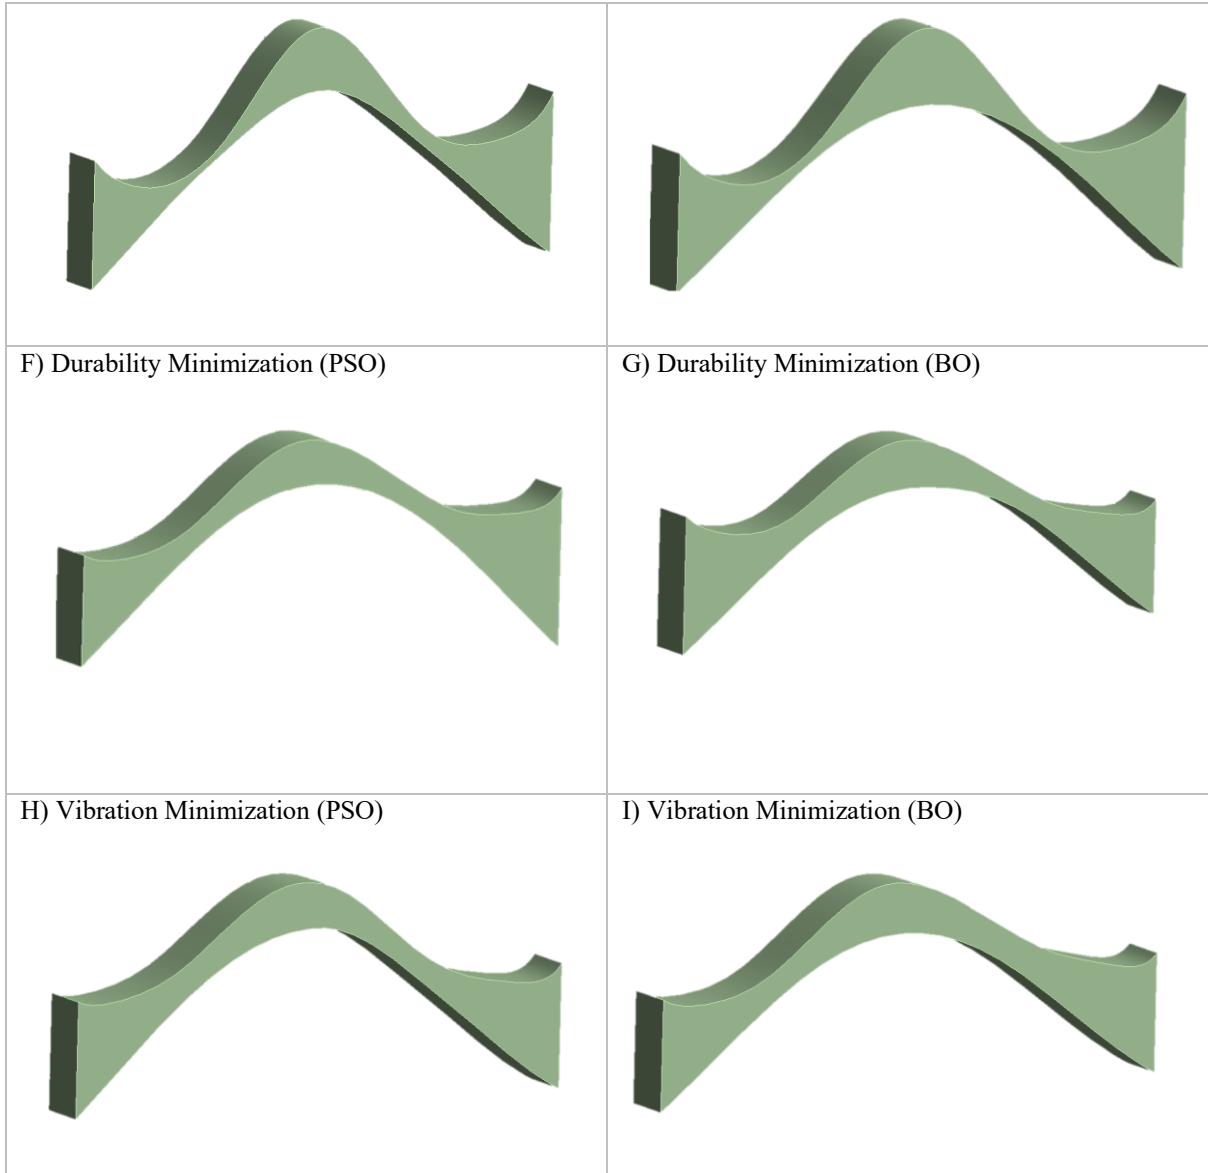 F) Durability Minimization (PSO)
G) Durability Minimization (BO)
H) Vibration Minimization (PSO)
I) Vibration Minimization (BO)